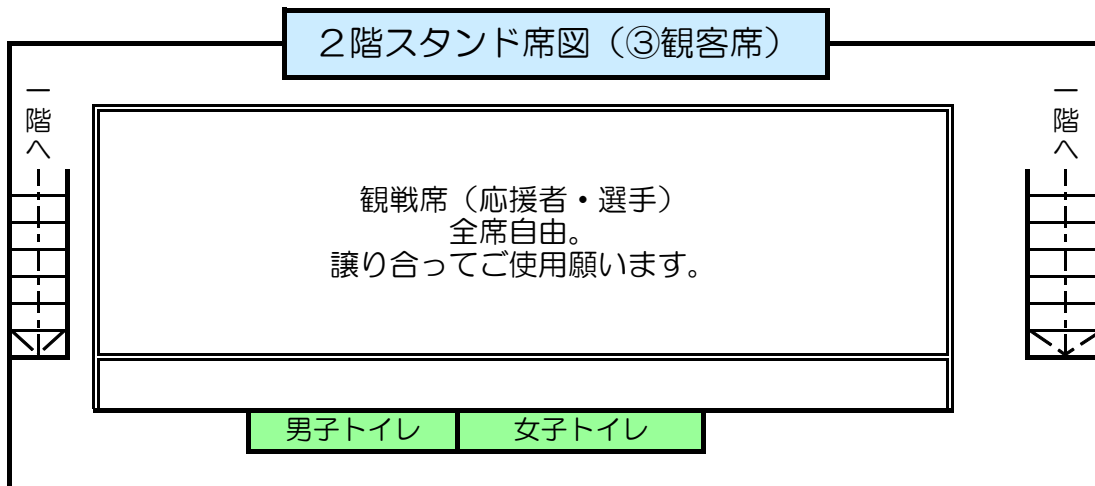 ２階スタンド席図（③観客席）
一階へ
一階へ
観戦席（応援者・選手）
全席自由。
譲り合ってご使用願います。
男子トイレ
女子トイレ